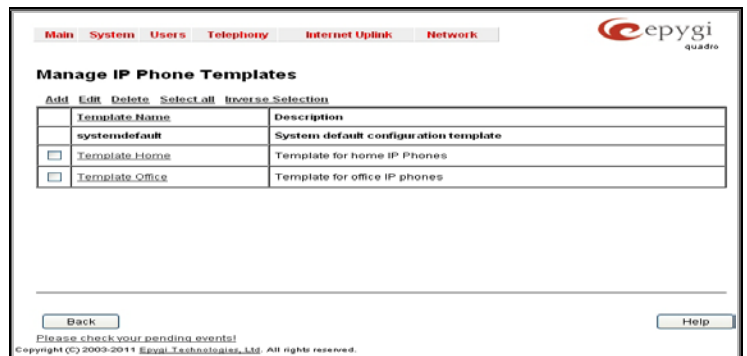 Main System Users Telephony Internet Uplink Network
epygi
quadro
Manage IP Phone Templates
Add Edit Delete Select all Inverse Selection
Template Name Description
systemdefault System default configuration template
Template Home Template for home IP Phones
Template Office Template for office IP phones
Back Help
Please check your pending events!
Copyright (C) 2003-2011 Epygi Technologies, Ltd. All rights reserved.